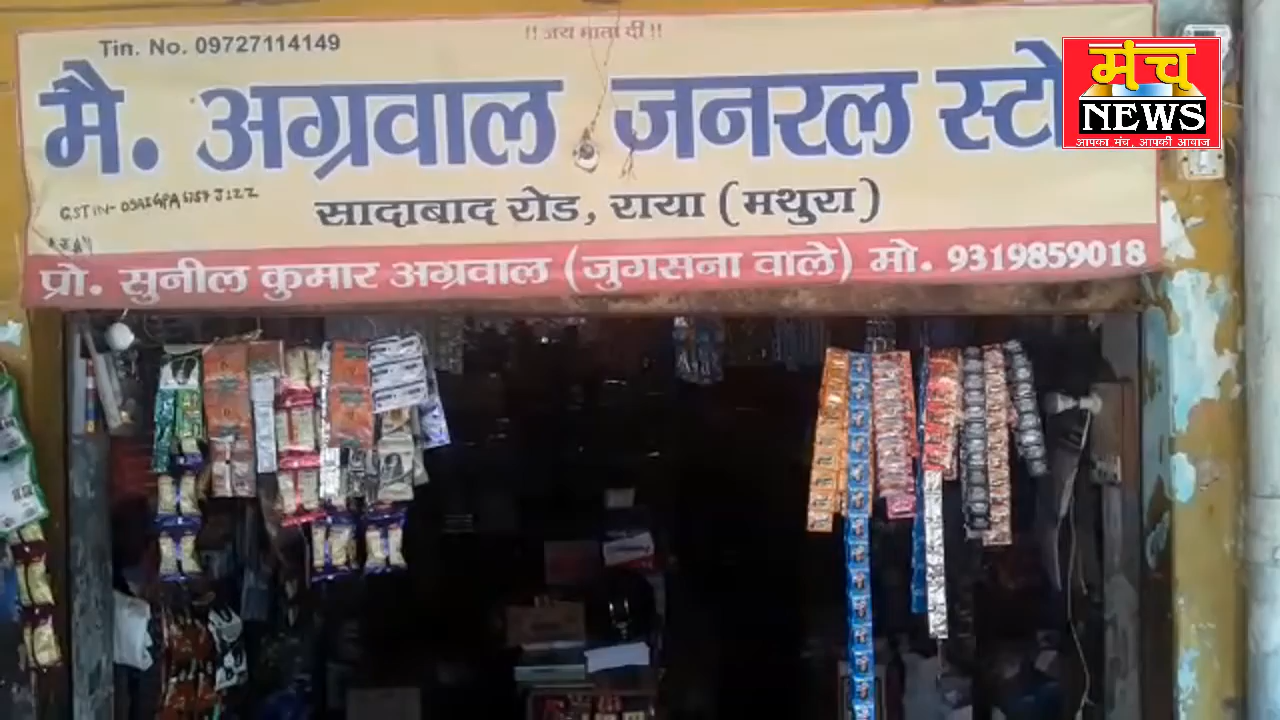 !! जय माता दी !!
Tin. No. 09727114149
मै. अग्रवाल जनरल स्टो
सादाबाद रोड, राया (मथुरा)
प्रो. सुनील कुमार अग्रवाल (जुगसना वाले) मो. 9319859018
मंच
NEWS
आपका मंच, आपकी आवाज